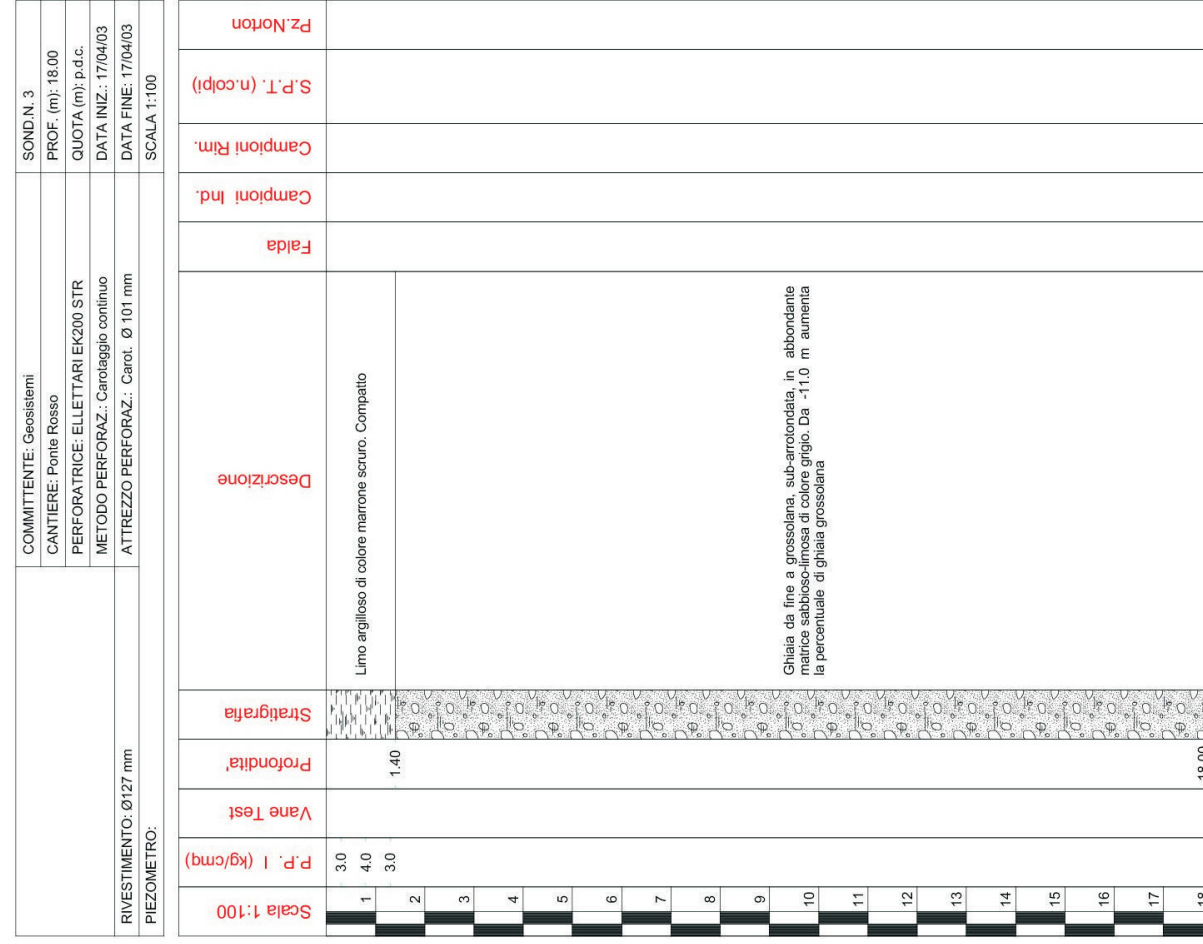 COMMITTENTE: Geosistemi
SOND.N. 3
CANTIERE: Ponte Rosso
PROF. (m): 18.00
PERFORATRICE: ELLETTARI EK200 STR
QUOTA (m): p.d.c.
METODO PERFORAZ.: Carotaggio continuo
DATA INIZ.: 17/04/03
RIVESTIMENTO: Ø127 mm
ATTREZZO PERFORAZ.: Carot. Ø 101 mm
DATA FINE: 17/04/03
PIEZOMETRO:
SCALA 1:100
Scala 1:100
P.P. I (kg/cmq)
Vane Test
Profondita'
Stratigrafia
Descrizione
Falda
Campioni Ind.
Campioni Rim.
S.P.T. (n.colpi)
Pz.Norton
3.0
1
4.0
3.0
1.40
Limo argilloso di colore marrone scruro. Compatto
2
3
4
5
6
7
8
9
10
Ghiaia da fine a grossolana, sub-arrotondata, in abbondante
matrice sabbioso-limosa di colore grigio. Da -11.0 m aumenta
la percentuale di ghiaia grossolana
11
12
13
14
15
16
17
18
18.00